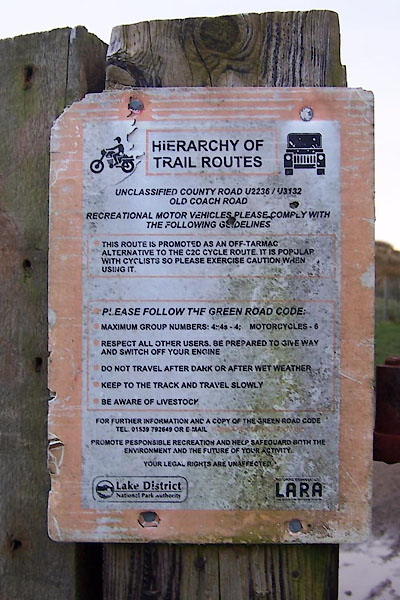 HIERARCHY OF
TRAIL ROUTES
UNCLASSIFIED COUNTY ROAD U2236 / U3132
OLD COACH ROAD
RECREATIONAL MOTOR VEHICLES PLEASE COMPLY WITH
THE FOLLOWING GUIDELINES
THIS ROUTE IS PROMOTED AS AN OFF-TARMAC
ALTERNATIVE TO THE C2C CYCLE ROUTE. IT IS POPULAR
WITH CYCLISTS SO PLEASE EXERCISE CAUTION WHEN
USING IT.
PLEASE FOLLOW THE GREEN ROAD CODE:
MAXIMUM GROUP NUMBERS: 4x4s - 4; MOTORCYCLES - 6
RESPECT ALL OTHER USERS. BE PREPARED TO GIVE WAY
AND SWITCH OFF YOUR ENGINE
DO NOT TRAVEL AFTER DARK OR AFTER WET WEATHER
KEEP TO THE TRACK AND TRAVEL SLOWLY
BE AWARE OF LIVESTOCK
FOR FURTHER INFORMATION AND A COPY OF THE GREEN ROAD CODE
TEL. 01539 792649 OR E-MAIL
PROMOTE RESPONSIBLE RECREATION AND HELP SAFEGUARD BOTH THE
ENVIRONMENT AND THE FUTURE OF YOUR ACTIVITY.
YOUR LEGAL RIGHTS ARE UNAFFECTED
Lake District
National Park Authority
LARA